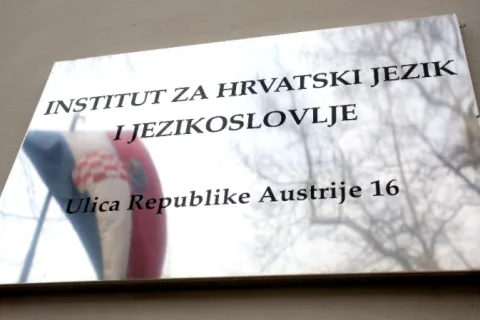 INSTITUT ZA HRVATSKI JEZIK
I JEZIKOSLOVLJE
Ulica Republike Austrije 16